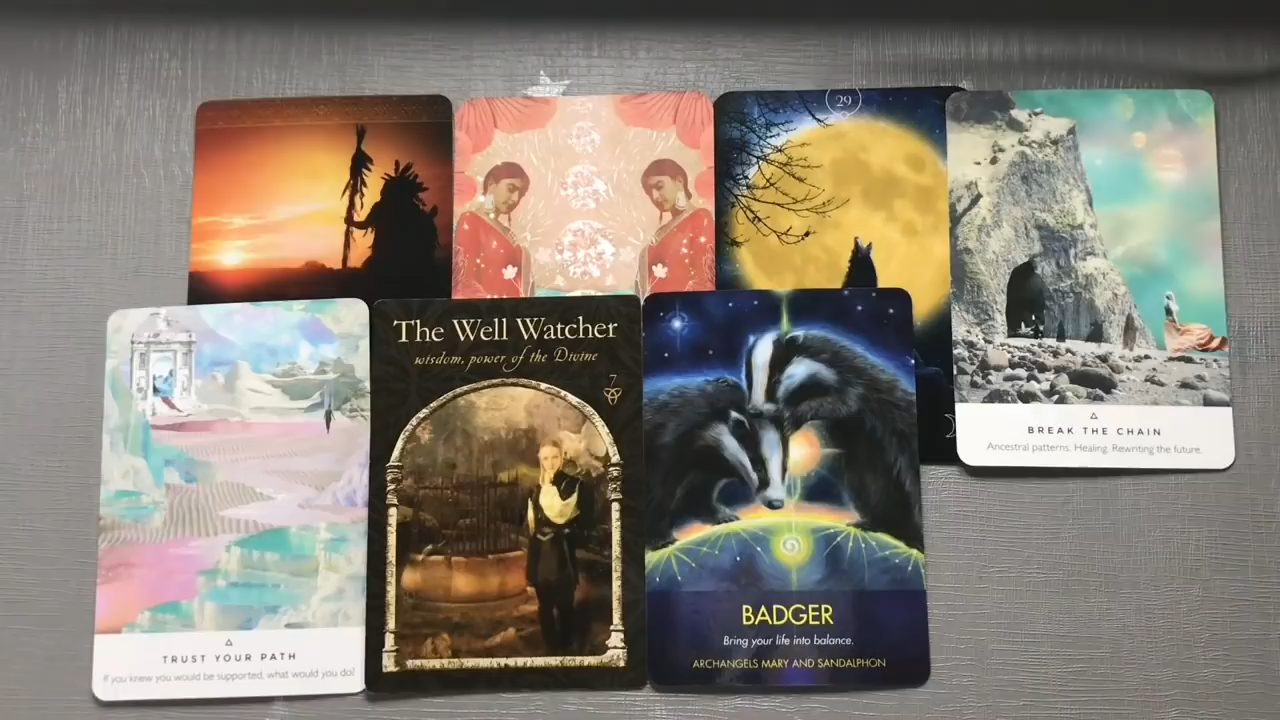 29
BREAK THE CHAIN
Ancestral patterns. Healing. Rewriting the future.
TRUST YOUR PATH
If you knew you would be supported, what would you do?
The Well Watcher
wisdom, power of the Divine
7
BADGER
Bring your life into balance.
ARCHANGELS MARY AND SANDALPHON